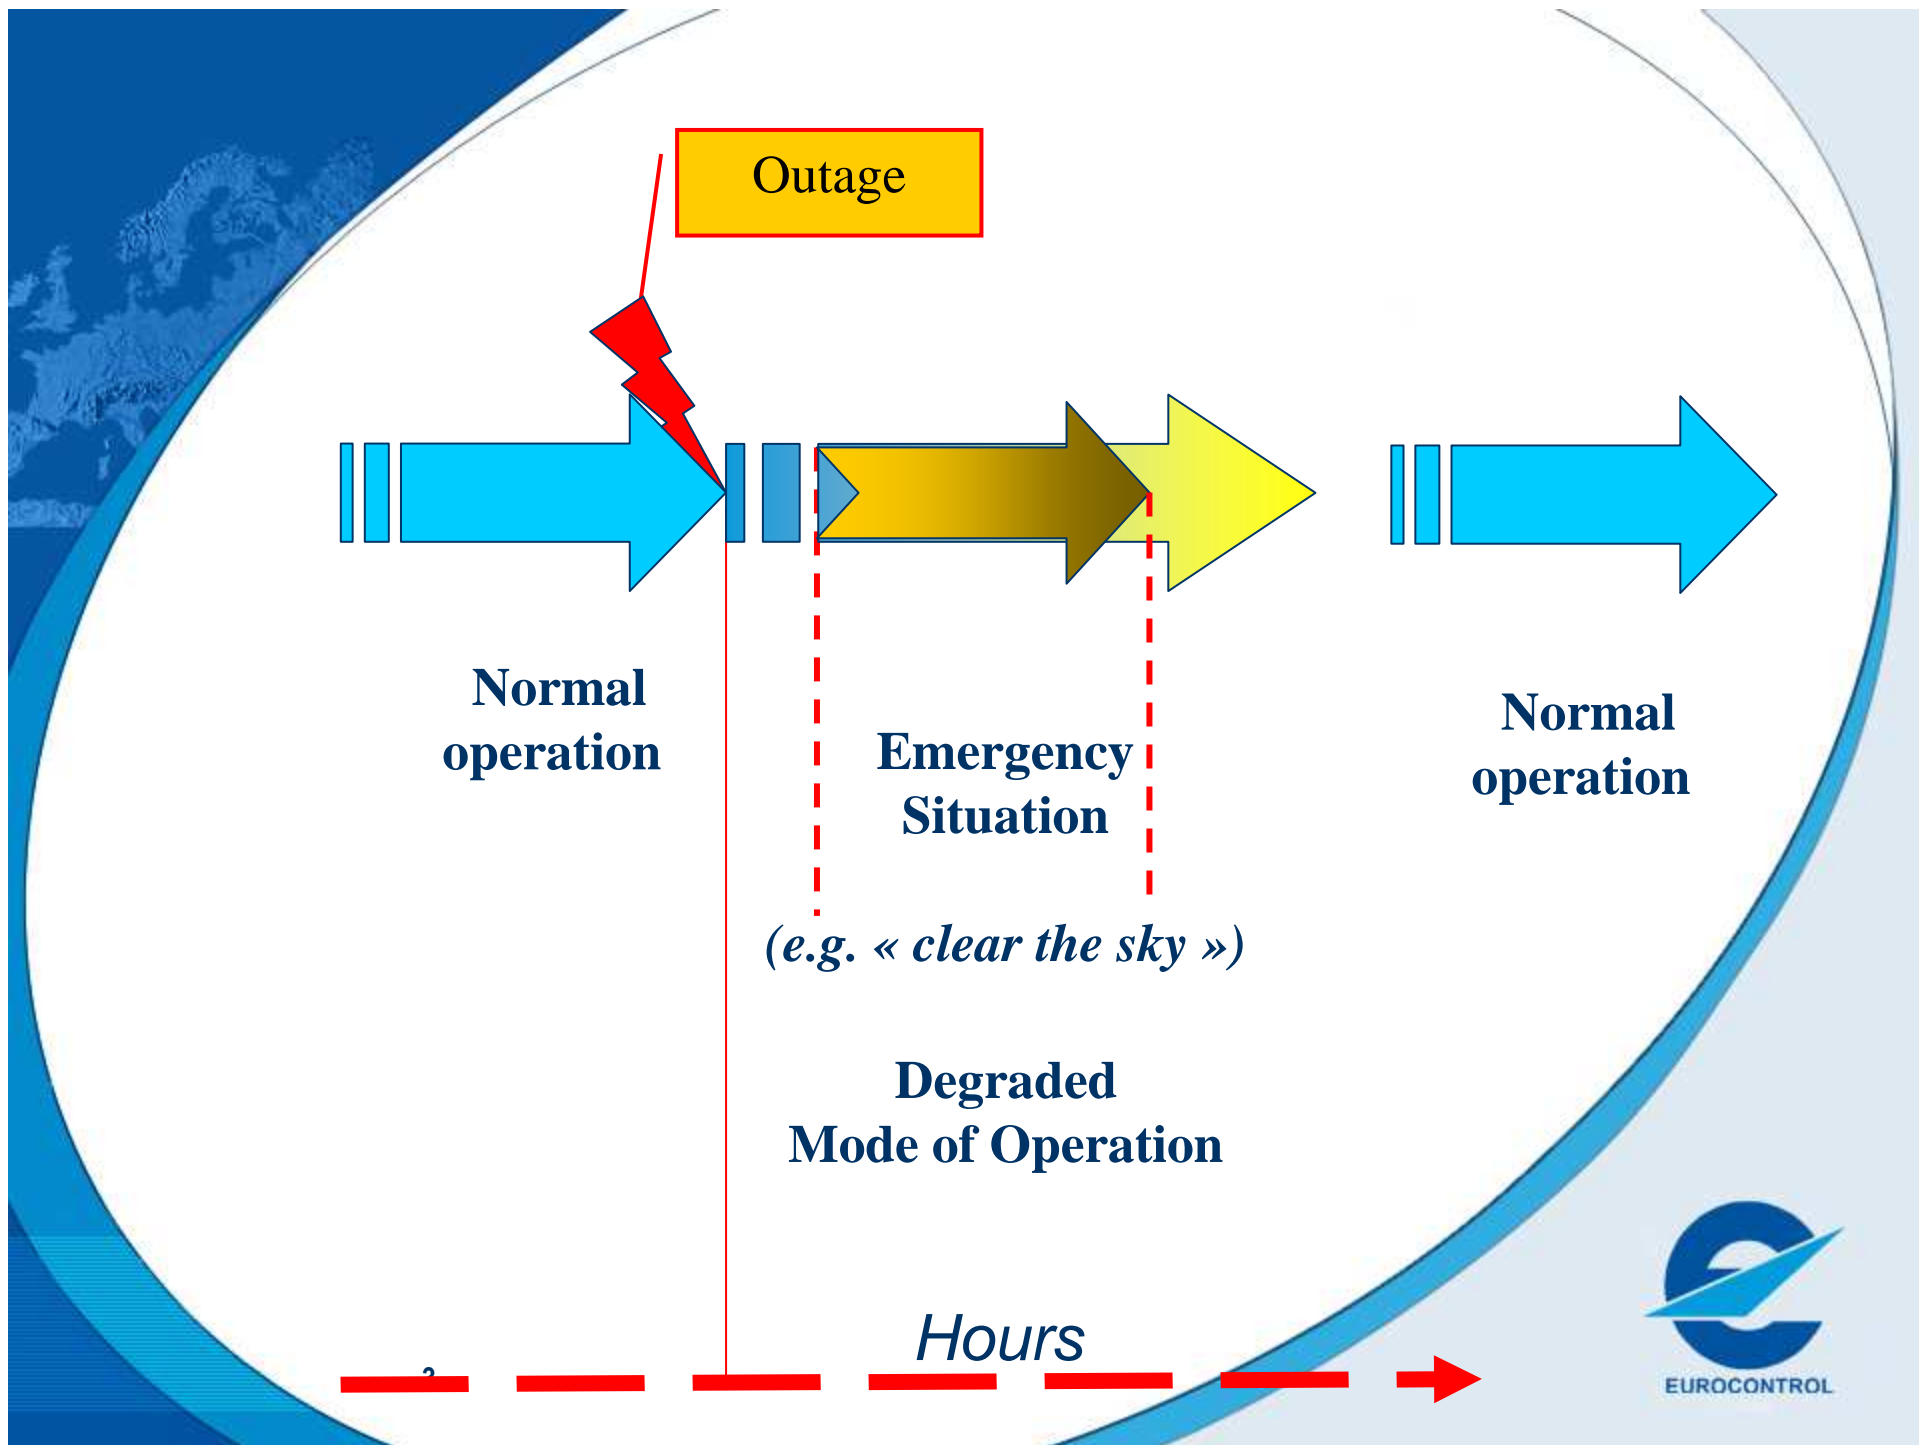 Outage
Normal
operation
Normal
operation
Emergency
Situation
(e.g. « clear the sky »)
Degraded
Mode of Operation
Hours
EUROCONTROL